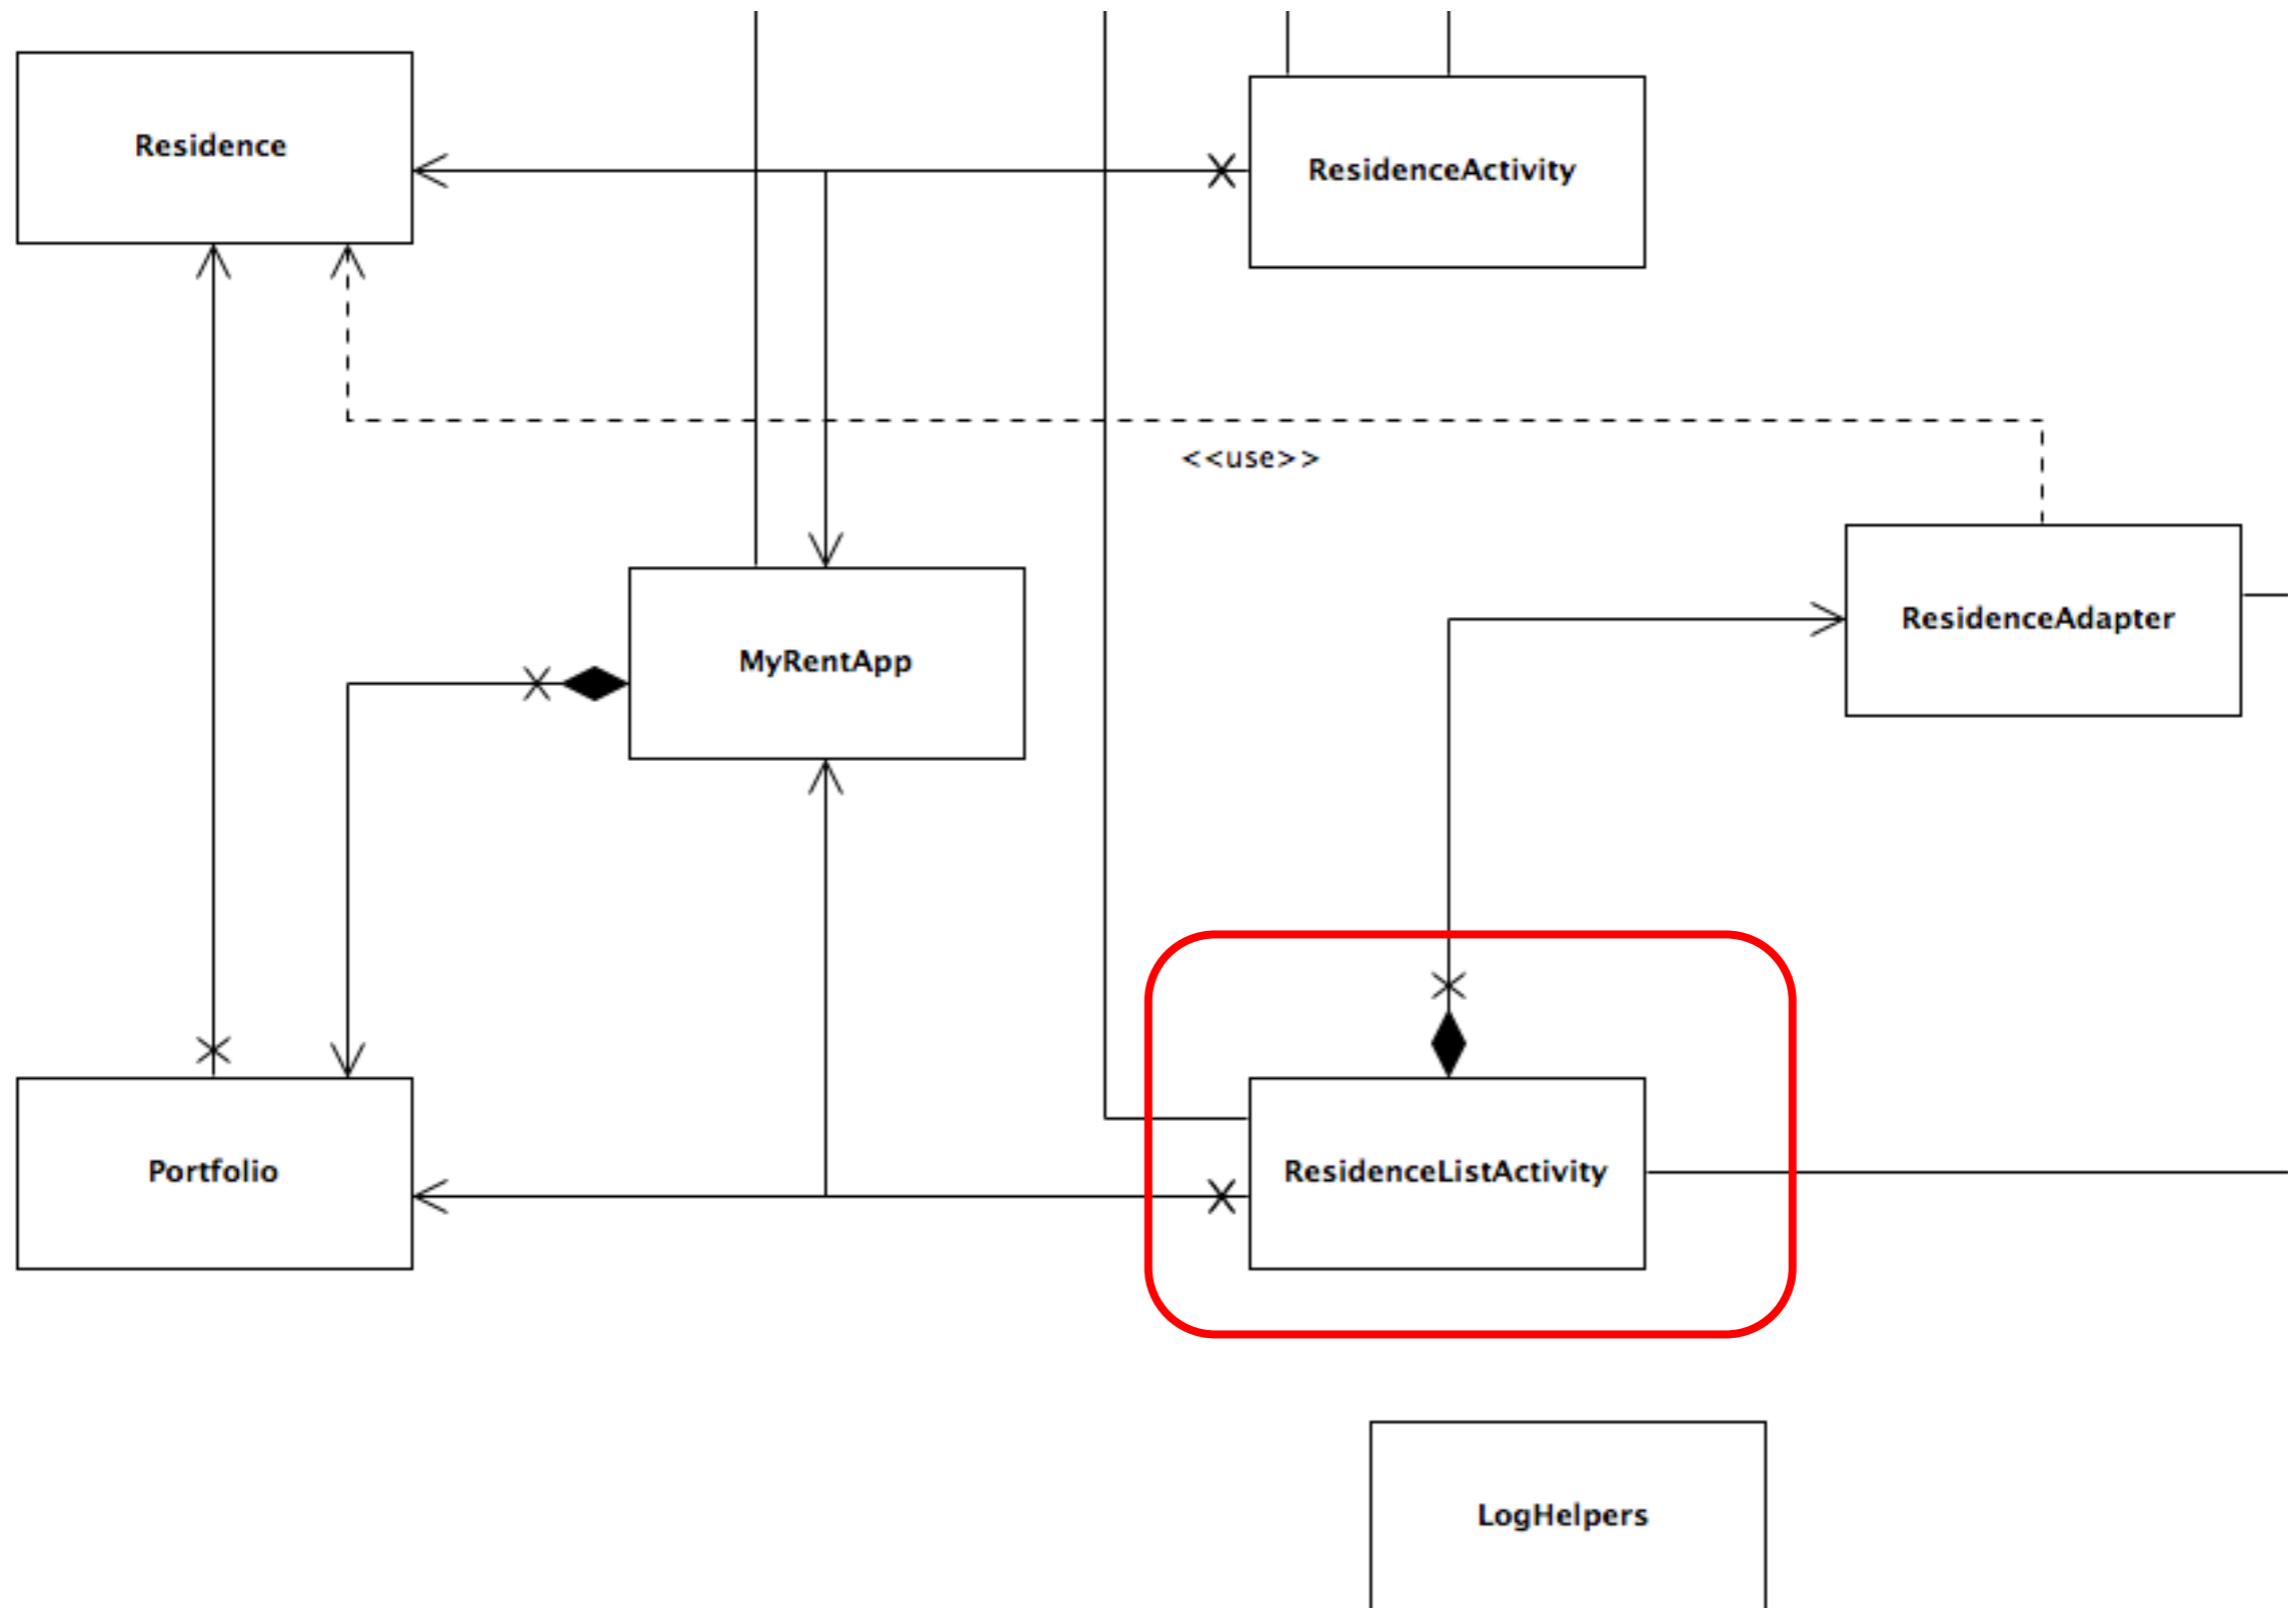 Residence
ResidenceActivity
<<use>>
ResidenceAdapter
MyRentApp
Portfolio
ResidenceListActivity
LogHelpers